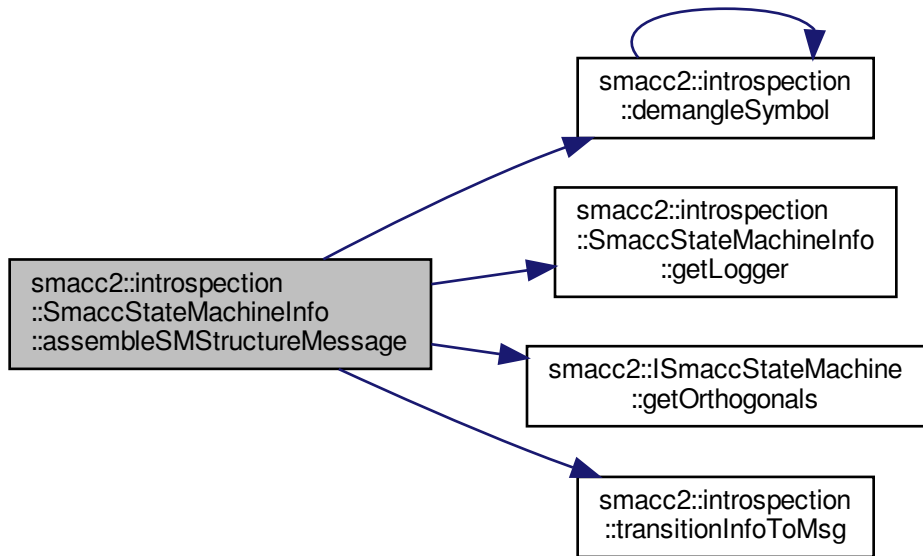 smacc2::introspection
::demangleSymbol
smacc2::introspection
::SmaccStateMachineInfo
::getLogger
smacc2::introspection
::SmaccStateMachineInfo
::assembleSMStructureMessage
smacc2::ISmaccStateMachine
::getOrthogonals
smacc2::introspection
::transitionInfoToMsg